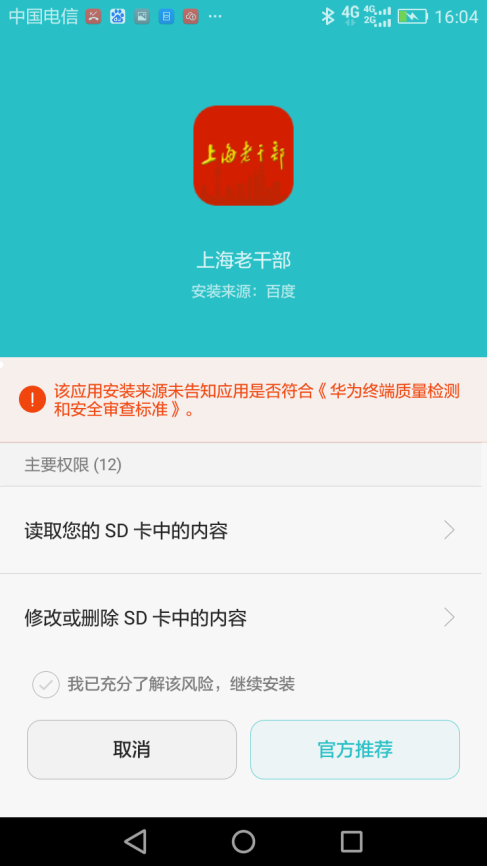 中国电信
4G 4G 2G 16:04
上海老干部
上海老干部
安装来源：百度
该应用安装来源未告知应用是否符合《华为终端质量检测
和安全审查标准》。
主要权限 (12)
读取您的 SD 卡中的内容
修改或删除 SD 卡中的内容
我已充分了解该风险，继续安装
取消
官方推荐